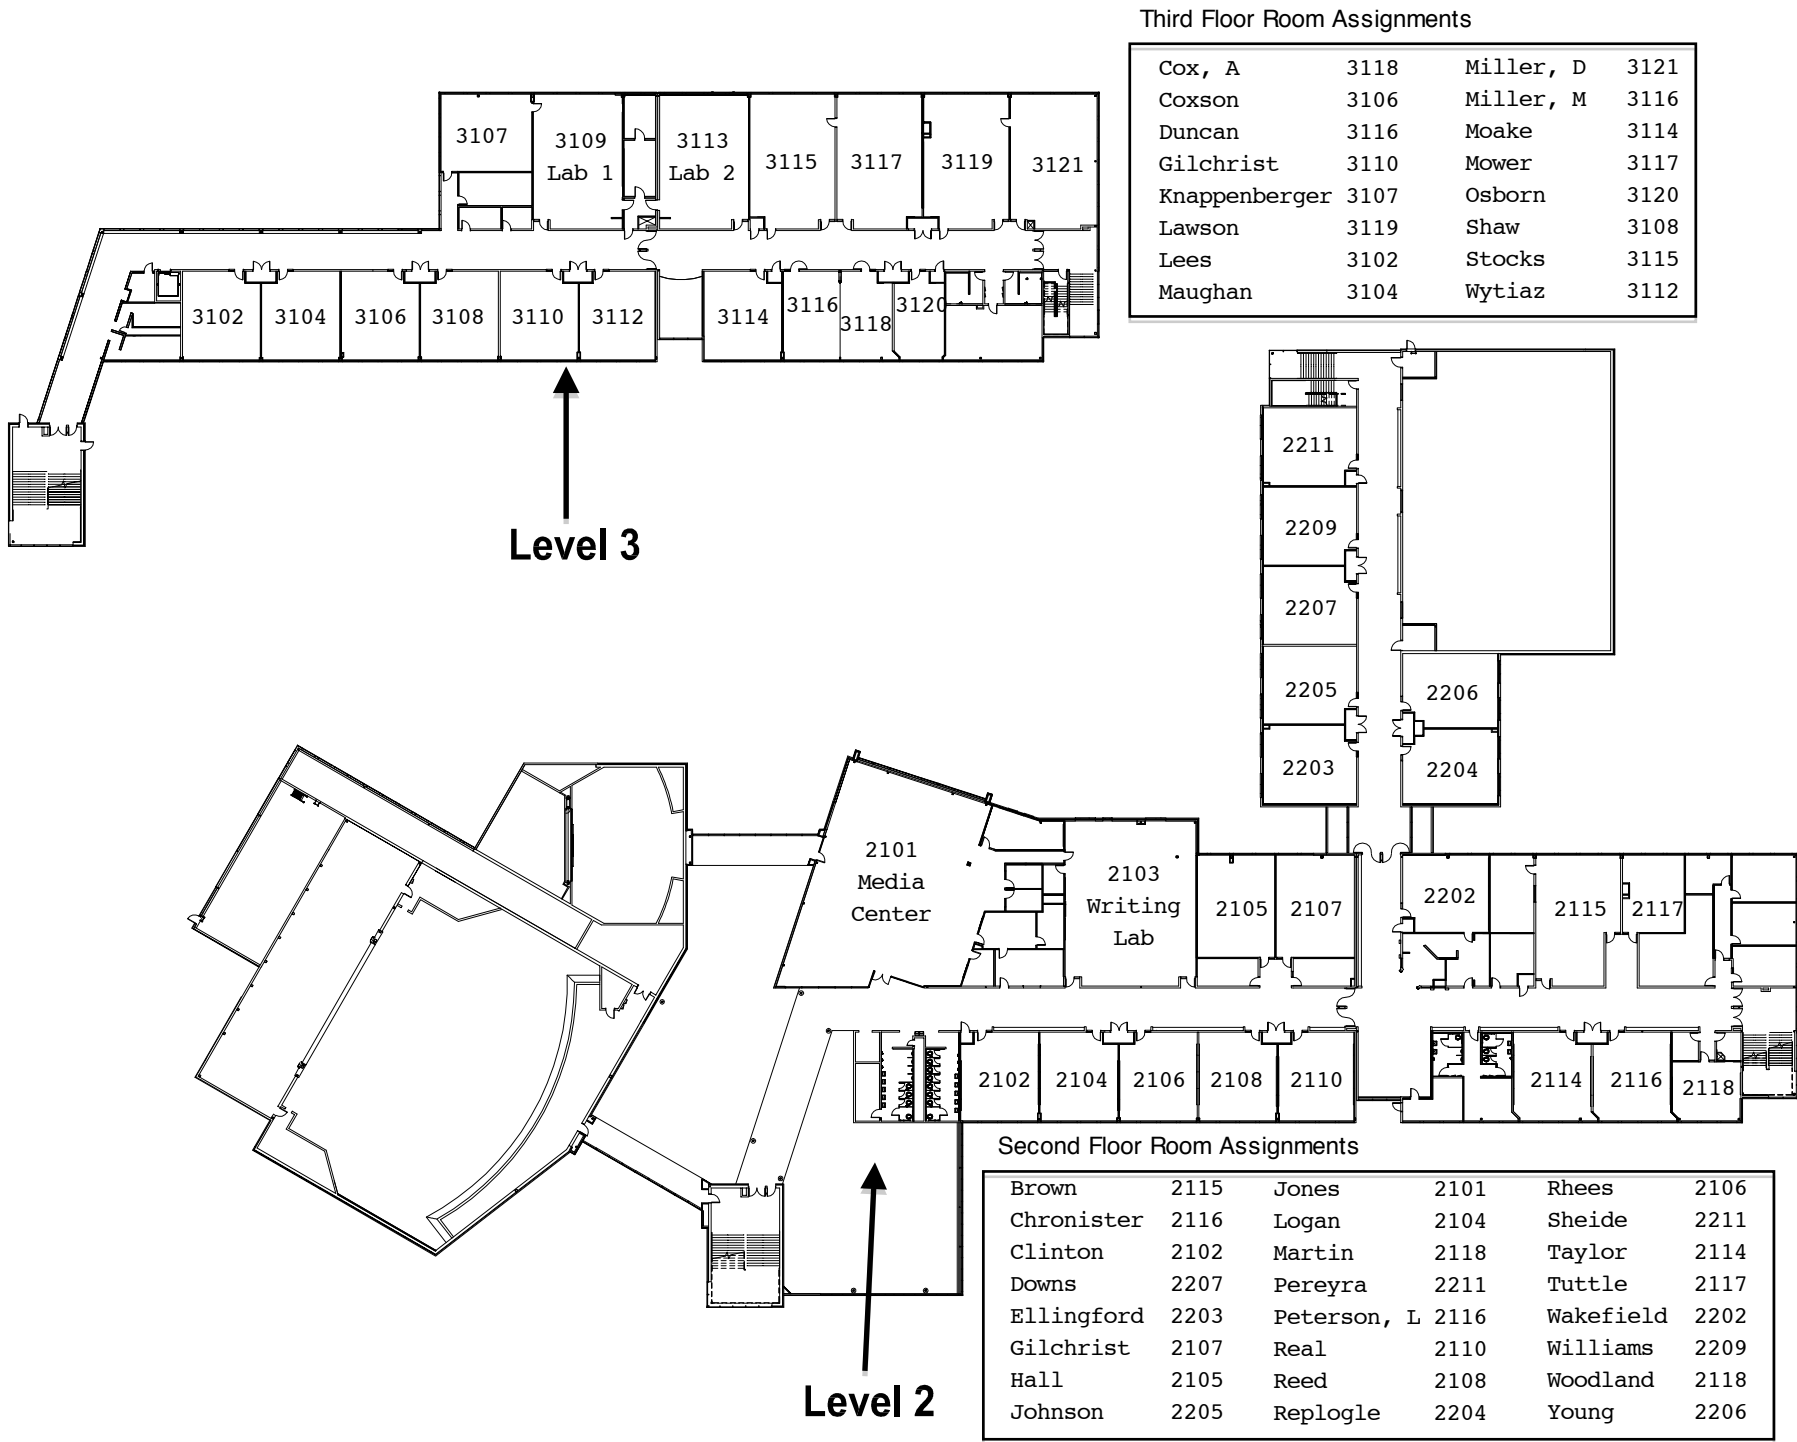 Third Floor Room Assignments
Cox, A 3118 Miller, D 3121
Coxson 3106 Miller, M 3116
Duncan 3116 Moake 3114
Gilchrist 3110 Mower 3117
Knappenberger 3107 Osborn 3120
Lawson 3119 Shaw 3108
Lees 3102 Stocks 3115
Maughan 3104 Wytiaz 3112
3107
3109
Lab 1
3113
Lab 2
3115
3117
3119
3121
3102
3104
3106
3108
3110
3112
3114
3116
3118
3120
Level 3
2211
2209
2207
2205
2206
2203
2204
2101
Media
Center
2103
Writing
Lab
2105
2107
2202
2115
2117
2102
2104
2106
2108
2110
2114
2116
2118
Second Floor Room Assignments
Brown 2115 Jones 2101 Rhees 2106
Chronister 2116 Logan 2104 Sheide 2211
Clinton 2102 Martin 2118 Taylor 2114
Downs 2207 Pereyra 2211 Tuttle 2117
Ellingford 2203 Peterson, L 2116 Wakefield 2202
Gilchrist 2107 Real 2110 Williams 2209
Hall 2105 Reed 2108 Woodland 2118
Johnson 2205 Replogle 2204 Young 2206
Level 2